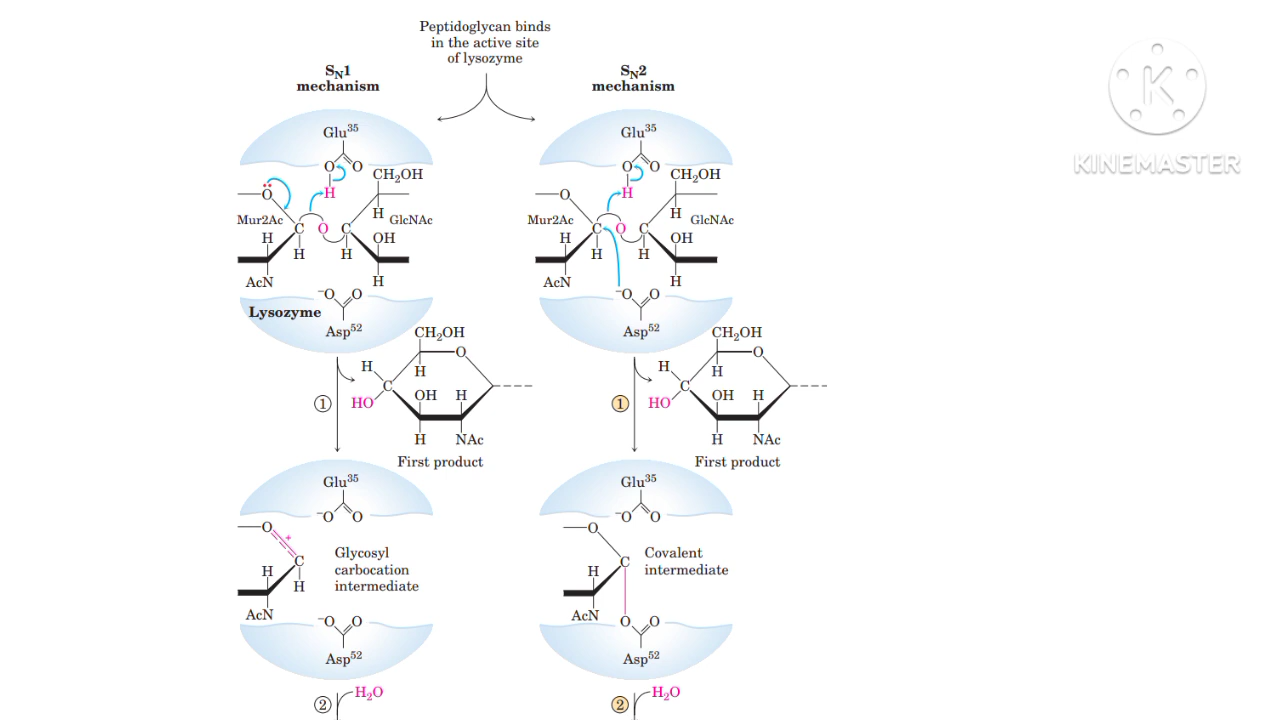 Peptidoglycan binds
in the active site
of lysozyme
S_N1
mechanism
S_N2
mechanism
KINEMASTER
Glu³⁵
O O
CH₂OH
H
O
Mur2Ac
H
GlcNAc
C O C
H
OH
H H
AcN
H
⁻O O
Lysozyme
Asp⁵²
Glu³⁵
O O
CH₂OH
H
O
Mur2Ac
H
GlcNAc
C O C
H
OH
H H
AcN
H
⁻O O
Asp⁵²
CH₂OH
O
H
H
C
HO
OH H
H NAc
First product
1
CH₂OH
O
H
H
C
HO
OH H
H NAc
First product
1
Glu³⁵
⁻O O
O
+
C
H
H
AcN
Glycosyl
carbocation
intermediate
⁻O O
Asp⁵²
2
H₂O
Glu³⁵
⁻O O
O
C
H
AcN
Covalent
intermediate
O O
Asp⁵²
2
H₂O